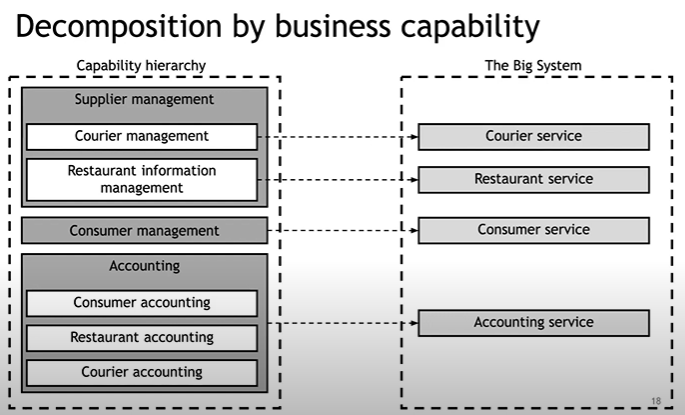 Decomposition by business capability
Capability hierarchy
The Big System
Supplier management
Courier management
Courier service
Restaurant information
management
Restaurant service
Consumer management
Consumer service
Accounting
Consumer accounting
Restaurant accounting
Accounting service
Courier accounting
18